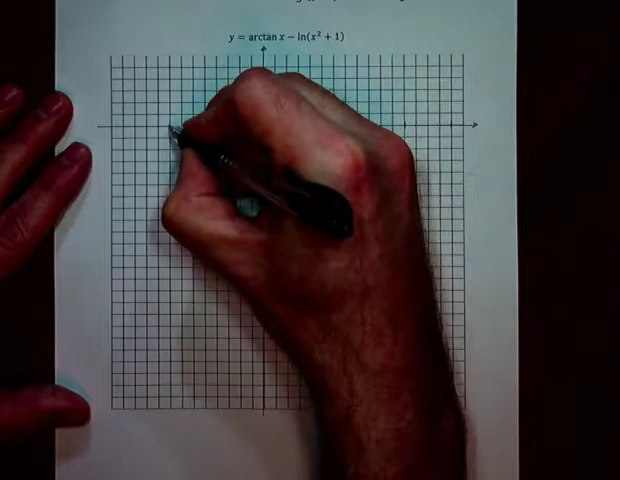 y = arctan x − ln(x² + 1)